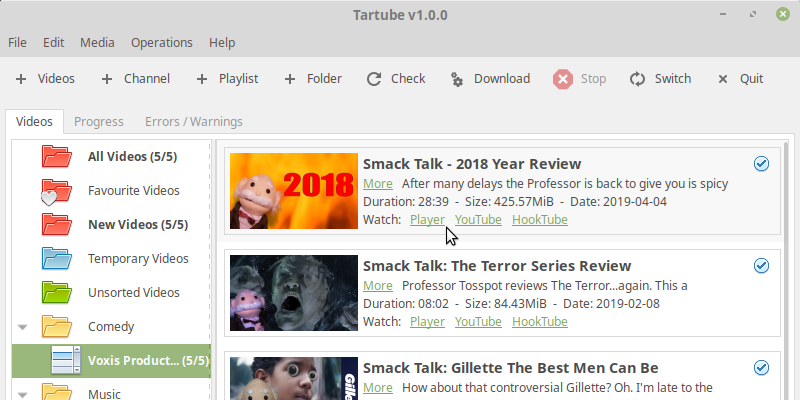 Tartube v1.0.0
File Edit Media Operations Help
+ Videos + Channel + Playlist + Folder Check Download Stop Switch Quit
Videos Progress Errors / Warnings
All Videos (5/5)
Favourite Videos
New Videos (5/5)
Temporary Videos
Unsorted Videos
Comedy
Voxis Product... (5/5)
Music
2018
Smack Talk - 2018 Year Review
More After many delays the Professor is back to give you is spicy
Duration: 28:39 - Size: 425.57MiB - Date: 2019-04-04
Watch: Player YouTube HookTube
Smack Talk: The Terror Series Review
More Professor Tosspot reviews The Terror...again. This a
Duration: 08:02 - Size: 84.43MiB - Date: 2019-02-08
Watch: Player YouTube HookTube
Smack Talk: Gillette The Best Men Can Be
More How about that controversial Gillette? Oh. I'm late to the